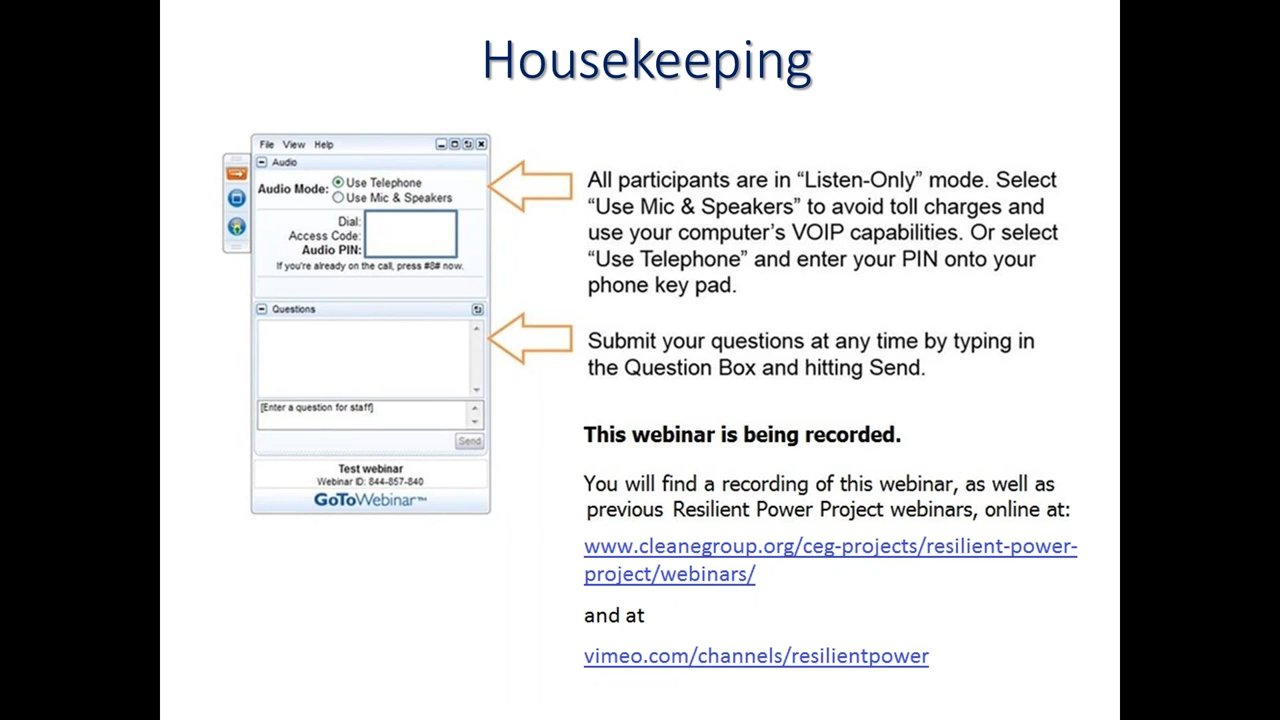 Housekeeping
File View Help
Audio
Audio Mode: Use Telephone
Use Mic & Speakers
Dial:
Access Code:
Audio PIN:
If you're already on the call, press #8# now.
Questions
[Enter a question for staff]
Send
Test webinar
Webinar ID: 844-857-840
GoToWebinar™
All participants are in “Listen-Only” mode. Select
“Use Mic & Speakers” to avoid toll charges and
use your computer’s VOIP capabilities. Or select
“Use Telephone” and enter your PIN onto your
phone key pad.
Submit your questions at any time by typing in
the Question Box and hitting Send.
This webinar is being recorded.
You will find a recording of this webinar, as well as
previous Resilient Power Project webinars, online at:
www.cleanegroup.org/ceg-projects/resilient-power-
project/webinars/
and at
vimeo.com/channels/resilientpower